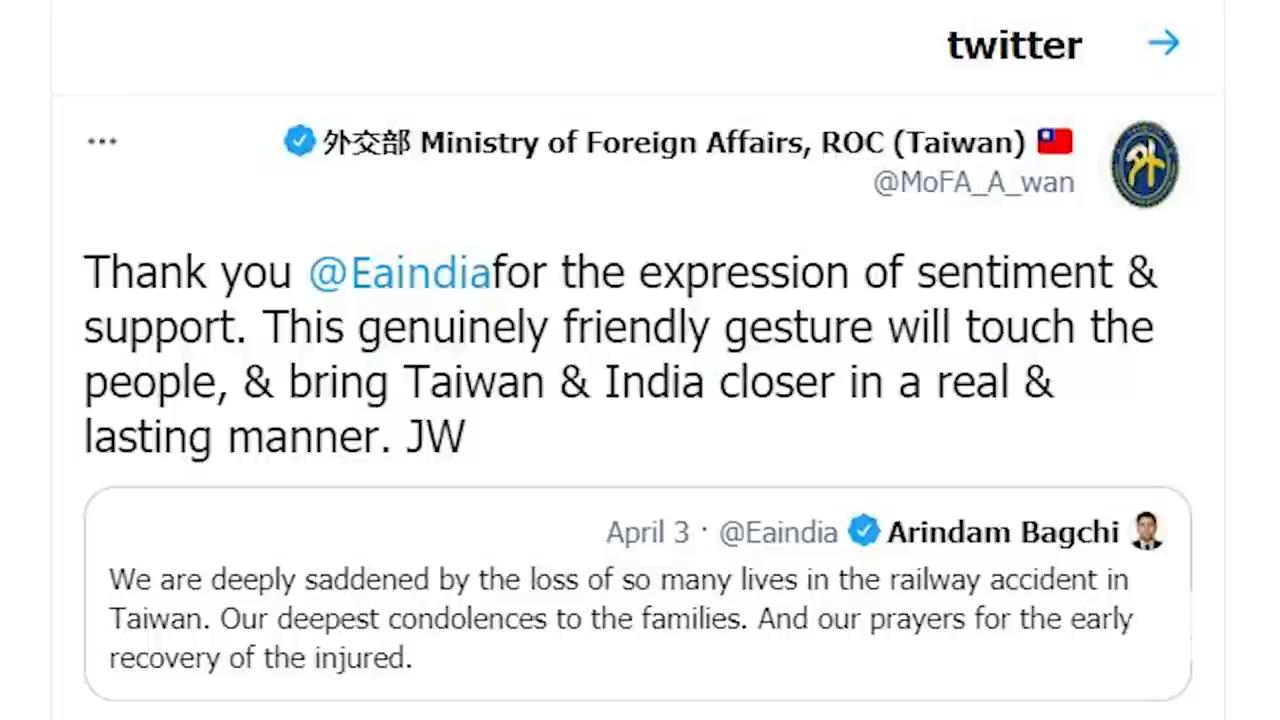 twitter
外交部 Ministry of Foreign Affairs, ROC (Taiwan)
@MoFA_A_wan
Thank you @Eaindiafor the expression of sentiment &
support. This genuinely friendly gesture will touch the
people, & bring Taiwan & India closer in a real &
lasting manner. JW
April 3 · @Eaindia Arindam Bagchi
We are deeply saddened by the loss of so many lives in the railway accident in
Taiwan. Our deepest condolences to the families. And our prayers for the early
recovery of the injured.